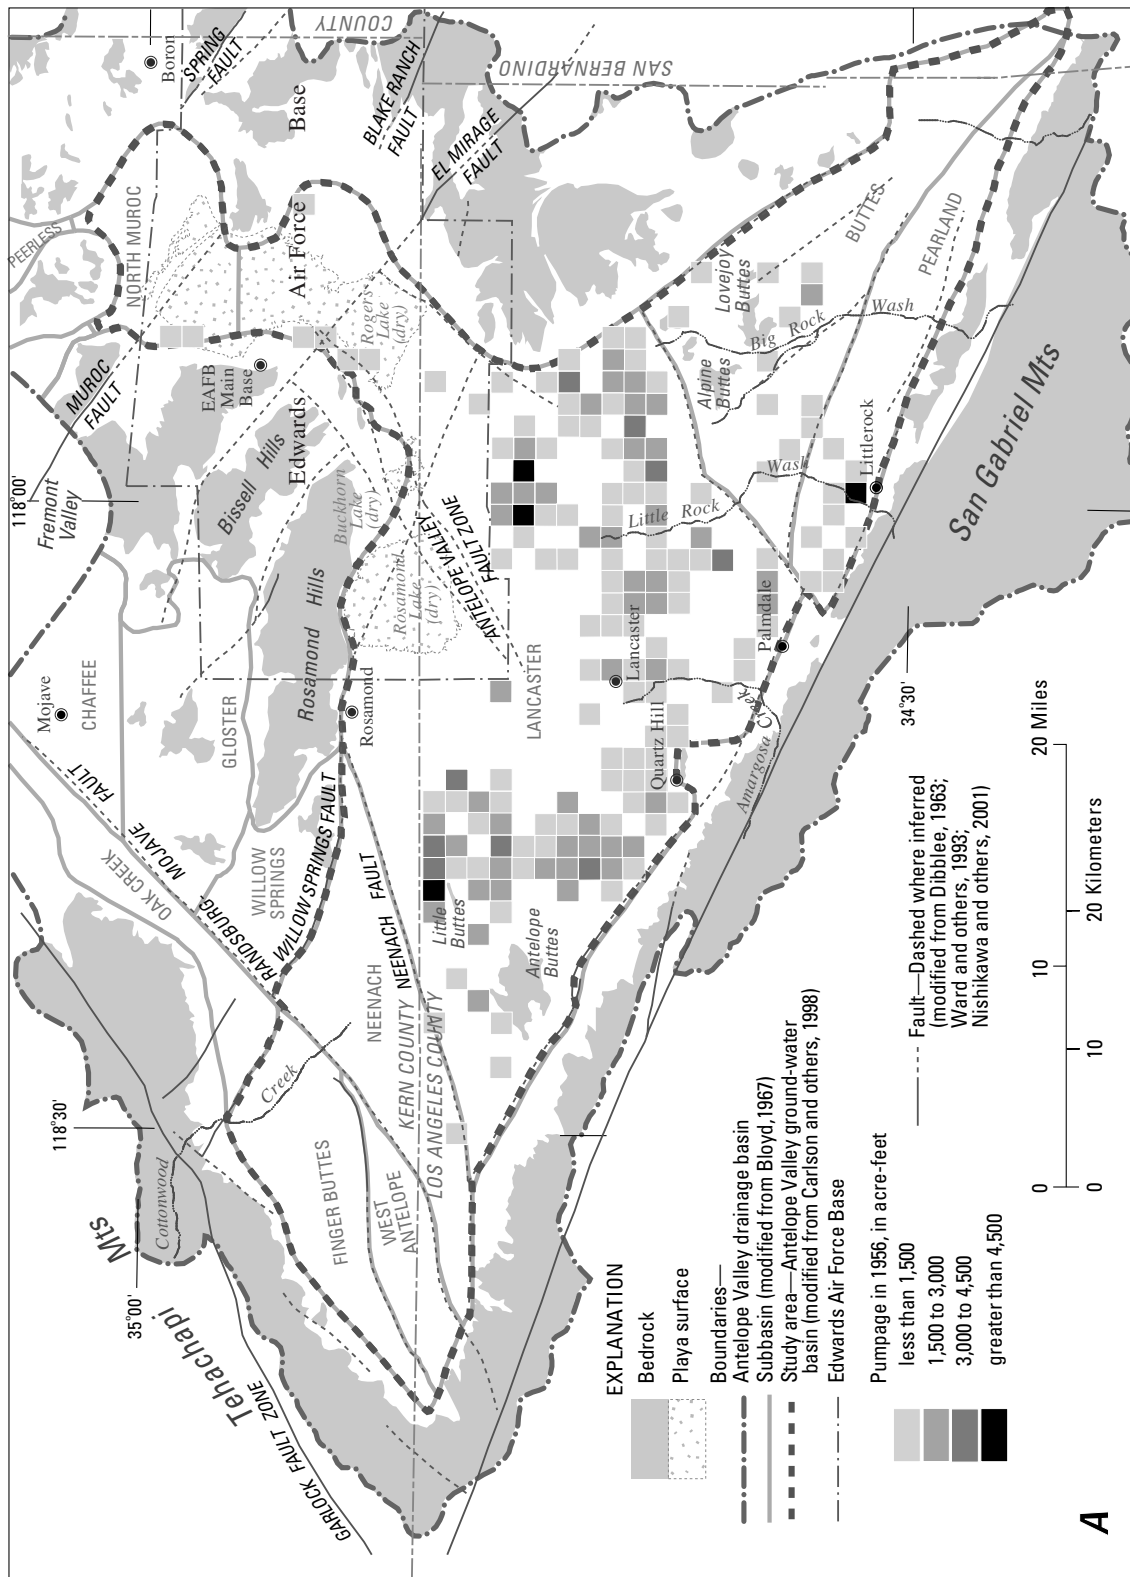 118°00'
118°30'
35°00'
34°30'
Tehachapi
Mts
GARLOCK FAULT ZONE
Cottonwood
Creek
FINGER BUTTES
WEST
ANTELOPE
NEENACH
KERN COUNTY
LOS ANGELES COUNTY
NEENACH
FAULT
RANDSBURG
MOJAVE
FAULT
OAK CREEK
WILLOW
SPRINGS
WILLOW SPRINGS FAULT
Mojave
CHAFFEE
GLOSTER
Rosamond
Hills
Rosamond
Fremont
Valley
MUROC
FAULT
Bissell
Hills
EAFB
Main
Base
Edwards
Air Force
Base
PEERLESS
NORTH MUROC
Boron
SPRING
FAULT
COUNTY
SAN BERNARDINO
BLAKE RANCH
FAULT
EL MIRAGE
FAULT
Rogers
Lake
(dry)
Buckhorn
Lake
(dry)
Rosamond
Lake
(dry)
ANTELOPE VALLEY
FAULT ZONE
LANCASTER
Little
Buttes
Antelope
Buttes
Quartz Hill
Lancaster
Palmdale
Amargosa Creek
Little Rock
Wash
Littlerock
Big Rock
Wash
Alpine
Buttes
Lovejoy
Buttes
BUTTES
PEARLAND
San Gabriel Mts
EXPLANATION
Bedrock
Playa surface
Boundaries—
Antelope Valley drainage basin
Subbasin (modified from Bloyd,1967)
Study area—Antelope Valley ground-water
basin (modified from Carlson and others, 1998)
Edwards Air Force Base
Pumpage in 1956, in acre-feet
less than 1,500
1,500 to 3,000
3,000 to 4,500
greater than 4,500
Fault—Dashed where inferred
(modified from Dibblee, 1963;
Ward and others, 1993;
Nishikawa and others, 2001)
0 10 20 Miles
0 10 20 Kilometers
A